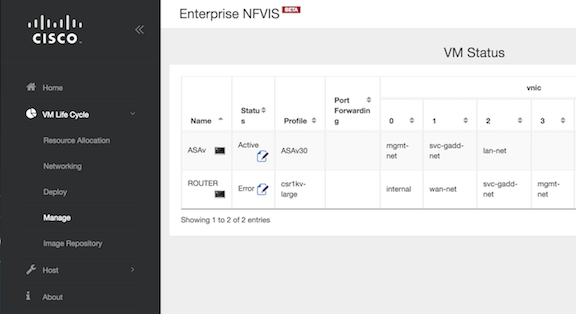 CISCO
Enterprise NFVIS BETA
Home
VM Life Cycle
Resource Allocation
Networking
Deploy
Manage
Image Repository
Host
About
VM Status
vnic
Name
Statu
s
Profile
Port
Forwardin
g
0
1
2
3
ASAv
Active
ASAv30
mgmt-
net
svc-gadd-
net
lan-net
ROUTER
Error
csr1kv-
large
internal
wan-net
svc-gadd-
net
mgmt-
net
Showing 1 to 2 of 2 entries